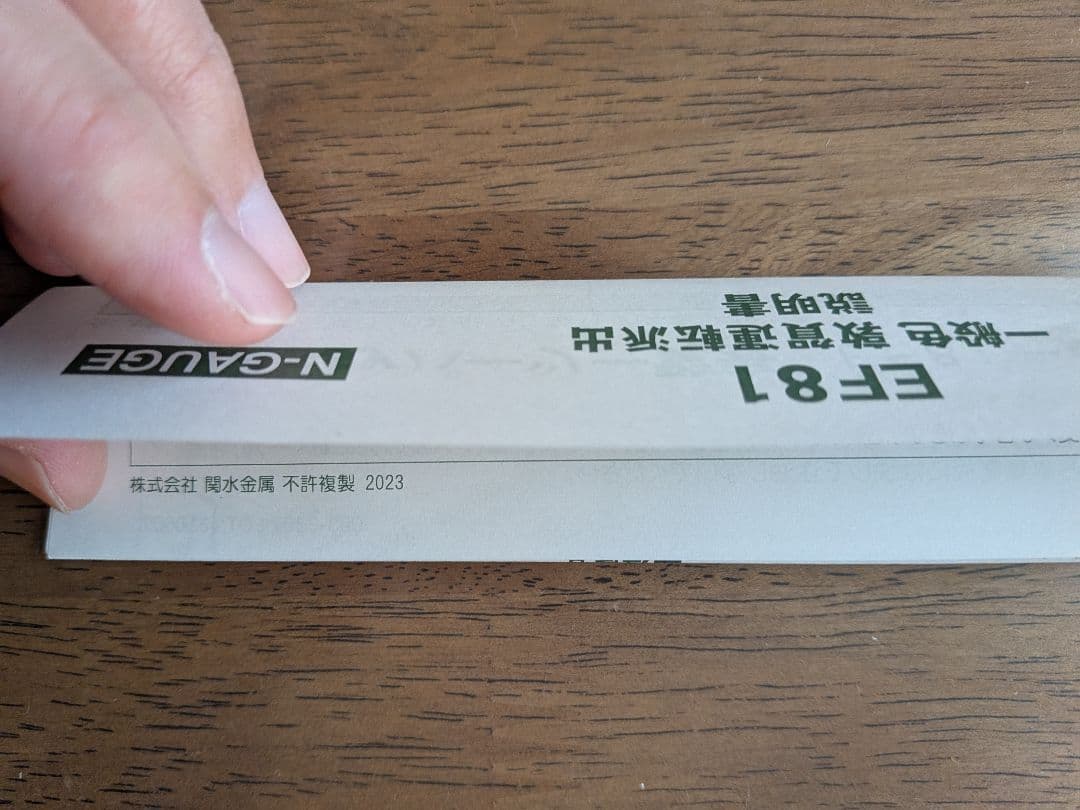 EF81
一般色 敦賀運転派出
説明書
N-GAUGE
株式会社 関水金属 不許複製 2023